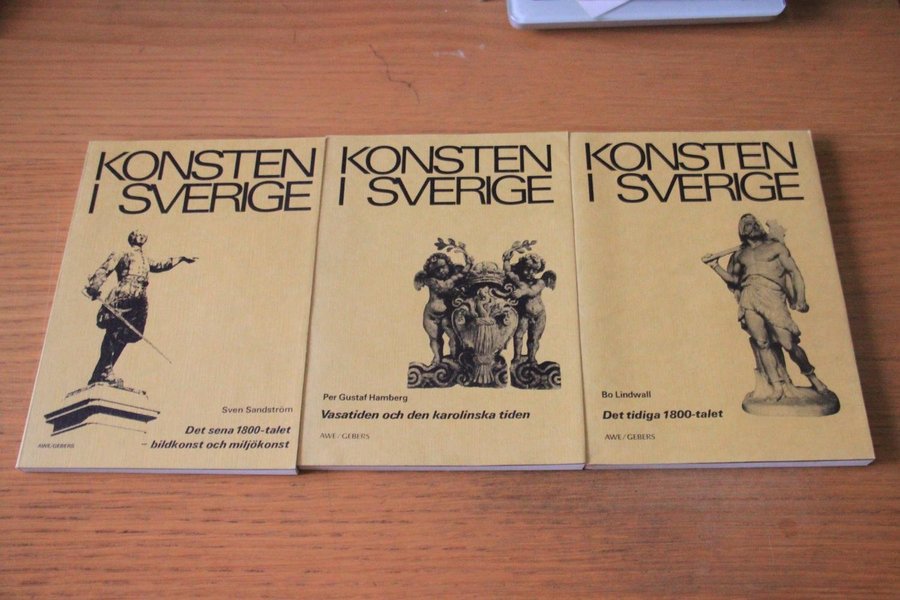 KONSTEN
I SVERIGE
Sven Sandström
Det sena 1800-talet
– bildkonst och miljökonst
AWE/GEBERS
KONSTEN
I SVERIGE
Per Gustaf Hamberg
Vasatiden och den karolinska tiden
AWE/GEBERS
KONSTEN
I SVERIGE
Bo Lindwall
Det tidiga 1800-talet
AWE/GEBERS